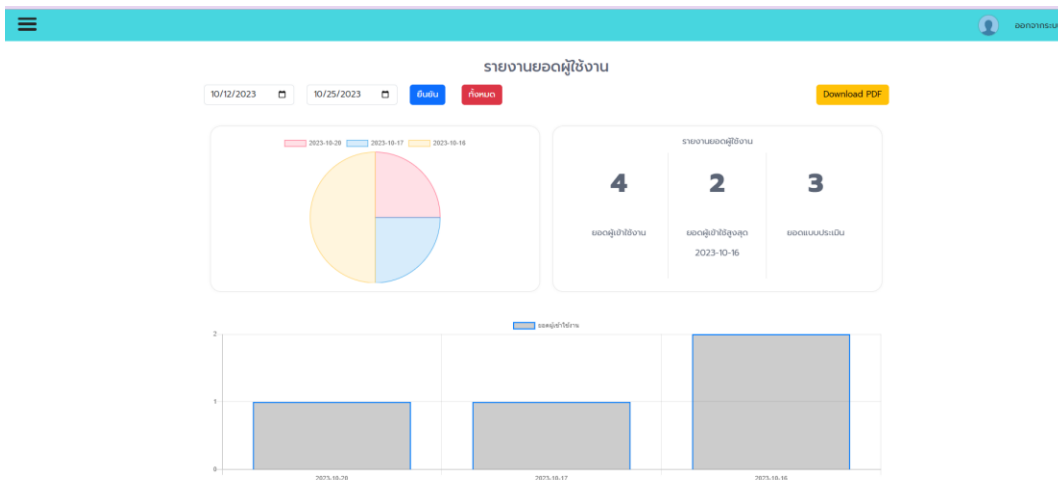 ออกจากระบ
รายงานยอดผู้ใช้งาน
10/12/2023 10/25/2023 ยืนยัน ทั้งหมด Download PDF
2023-10-20 2023-10-17 2023-10-16
รายงานยอดผู้ใช้งาน
4 2 3
ยอดผู้เข้าใช้งาน ยอดผู้เข้าใช้สูงสุด ยอดแบบประเมิน
2023-10-16
ยอดผู้เข้าใช้งาน
2
1
0
2023-10-20 2023-10-17 2023-10-16